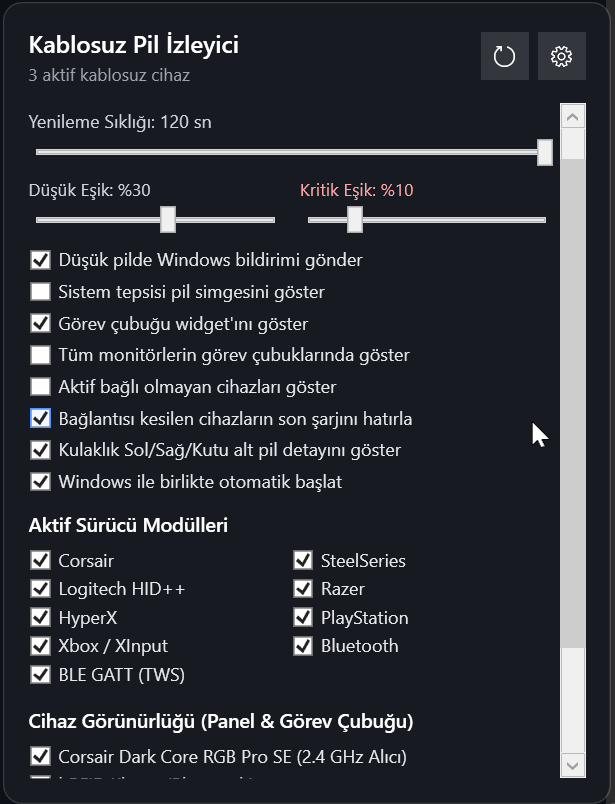 Kablosuz Pil İzleyici
3 aktif kablosuz cihaz
Yenileme Sıklığı: 120 sn
Düşük Eşik: %30
Kritik Eşik: %10
Düşük pilde Windows bildirimi gönder
Sistem tepsisi pil simgesini göster
Görev çubuğu widget'ını göster
Tüm monitörlerin görev çubuklarında göster
Aktif bağlı olmayan cihazları göster
Bağlantısı kesilen cihazların son şarjını hatırla
Kulaklık Sol/Sağ/Kutu alt pil detayını göster
Windows ile birlikte otomatik başlat
Aktif Sürücü Modülleri
Corsair
SteelSeries
Logitech HID++
Razer
HyperX
PlayStation
Xbox / XInput
Bluetooth
BLE GATT (TWS)
Cihaz Görünürlüğü (Panel & Görev Çubuğu)
Corsair Dark Core RGB Pro SE (2.4 GHz Alıcı)